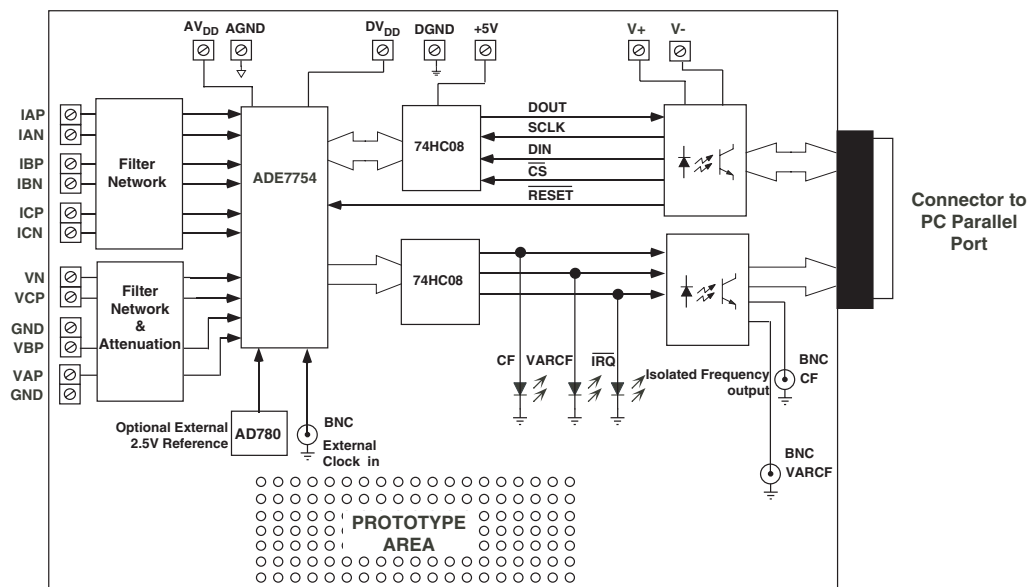 AVDD AGND DVDD DGND +5V V+ V-
IAP
IAN
IBP
IBN
ICP
ICN
Filter
Network
ADE7754
74HC08
DOUT
SCLK
DIN
CS
RESET
Connector to
PC Parallel
Port
VN
VCP
GND
VBP
VAP
GND
Filter
Network
&
Attenuation
74HC08
CF VARCF IRQ
Isolated Frequency
output
BNC
CF
BNC
VARCF
Optional External
2.5V Reference
AD780
BNC
External
Clock in
PROTOTYPE
AREA